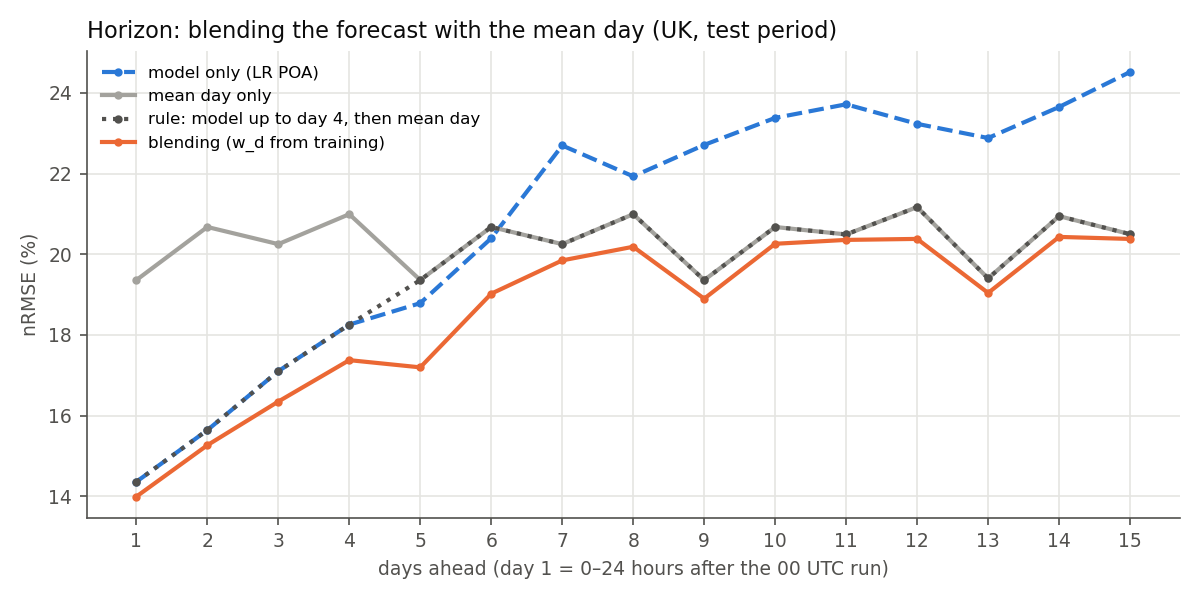 Horizon: blending the forecast with the mean day (UK, test period)
model only (LR POA)
mean day only
rule: model up to day 4, then mean day
blending (w_d from training)
nRMSE (%)
24
22
20
18
16
14
1 2 3 4 5 6 7 8 9 10 11 12 13 14 15
days ahead (day 1 = 0–24 hours after the 00 UTC run)